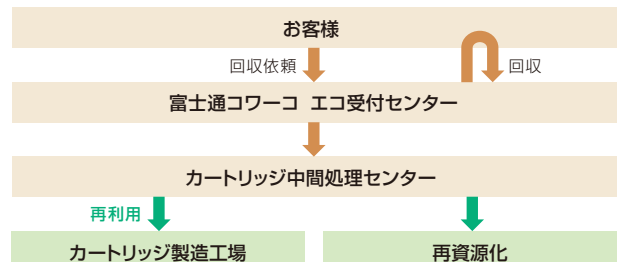 お客様
回収依頼
回収
富士通コワーコ エコ受付センター
カートリッジ中間処理センター
再利用
カートリッジ製造工場
再資源化